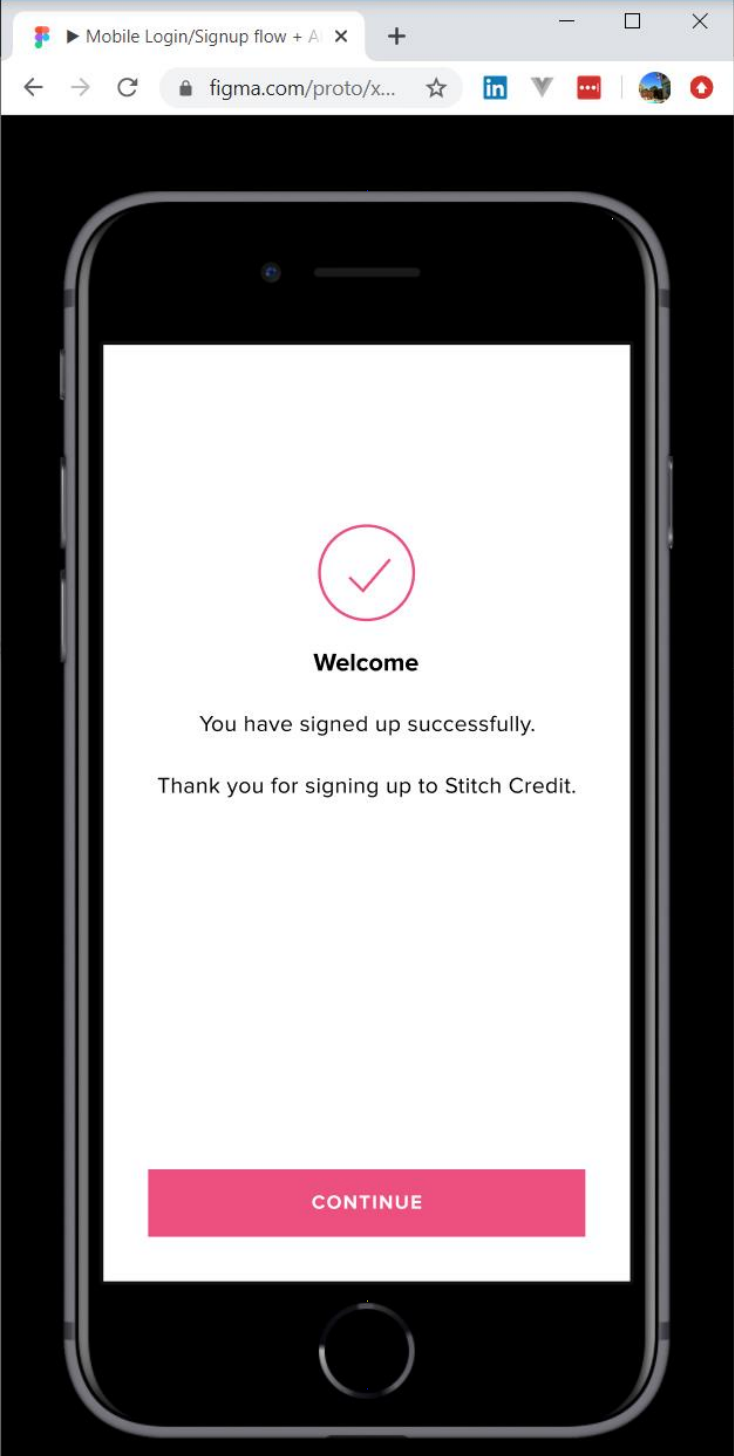 Mobile Login/Signup flow + A
figma.com/proto/x...
in
Welcome
You have signed up successfully.
Thank you for signing up to Stitch Credit.
CONTINUE